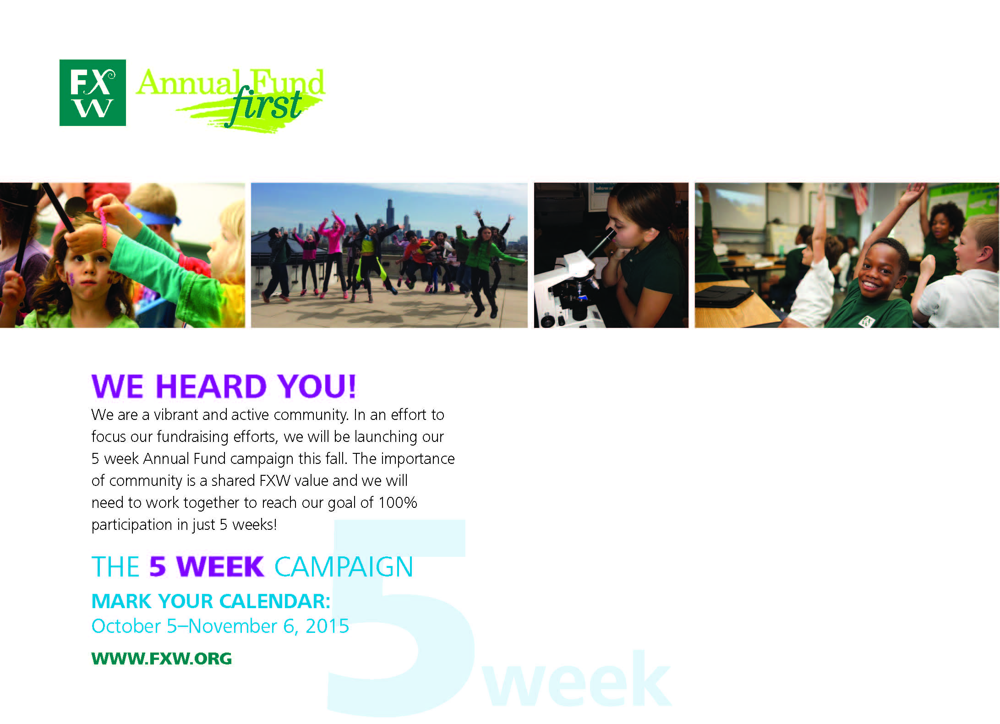 FX
W
Annual Fund
first
WE HEARD YOU!
We are a vibrant and active community. In an effort to
focus our fundraising efforts, we will be launching our
5 week Annual Fund campaign this fall. The importance
of community is a shared FXW value and we will
need to work together to reach our goal of 100%
participation in just 5 weeks!
THE 5 WEEK CAMPAIGN
MARK YOUR CALENDAR:
October 5–November 6, 2015
WWW.FXW.ORG
5 week